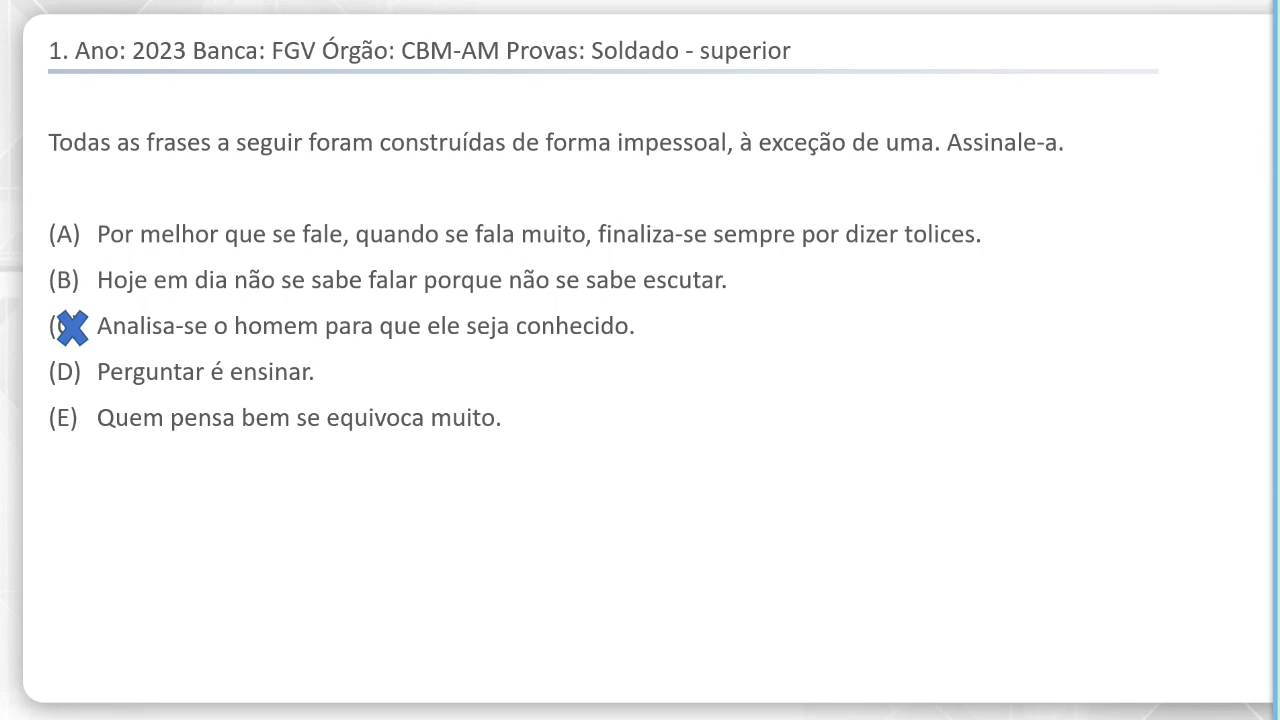 1. Ano: 2023 Banca: FGV Órgão: CBM-AM Provas: Soldado - superior
Todas as frases a seguir foram construídas de forma impessoal, à exceção de uma. Assinale-a.
(A) Por melhor que se fale, quando se fala muito, finaliza-se sempre por dizer tolices.
(B) Hoje em dia não se sabe falar porque não se sabe escutar.
Analisa-se o homem para que ele seja conhecido.
(D) Perguntar é ensinar.
(E) Quem pensa bem se equivoca muito.